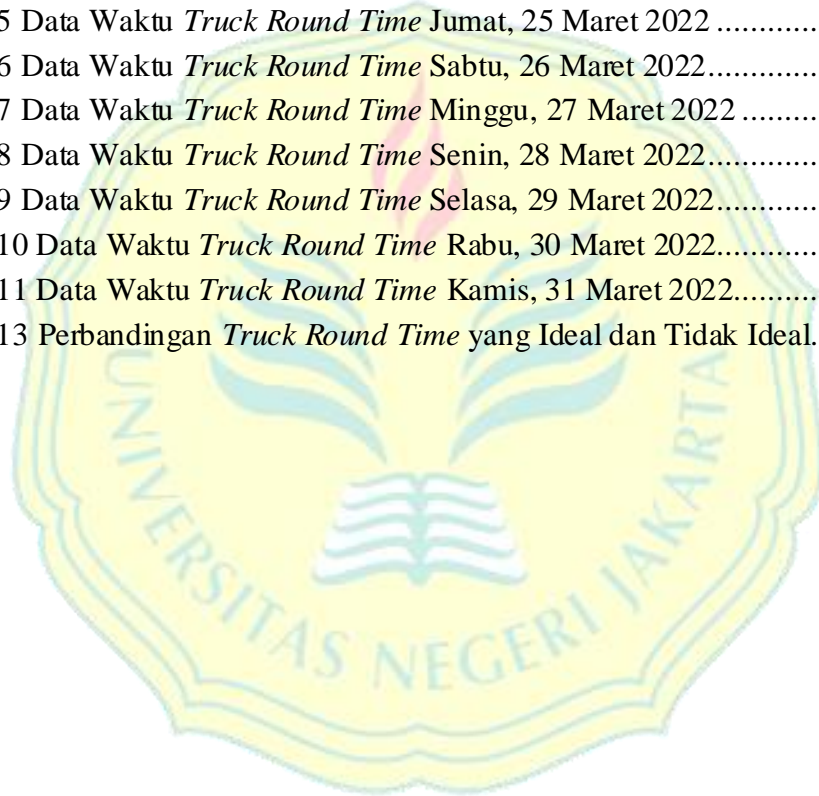 5 Data Waktu Truck Round Time Jumat, 25 Maret 2022 ............
6 Data Waktu Truck Round Time Sabtu, 26 Maret 2022............
7 Data Waktu Truck Round Time Minggu, 27 Maret 2022 .........
8 Data Waktu Truck Round Time Senin, 28 Maret 2022............
9 Data Waktu Truck Round Time Selasa, 29 Maret 2022...........
10 Data Waktu Truck Round Time Rabu, 30 Maret 2022...........
11 Data Waktu Truck Round Time Kamis, 31 Maret 2022.........
13 Perbandingan Truck Round Time yang Ideal dan Tidak Ideal.
UNIVERSITAS NEGERI JAKARTA